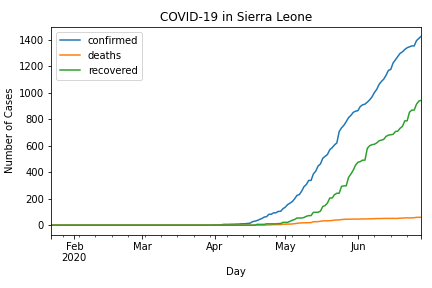 COVID-19 in Sierra Leone
confirmed
deaths
recovered
Number of Cases
1400
1200
1000
800
600
400
200
0
Feb Mar Apr May Jun
2020
Day